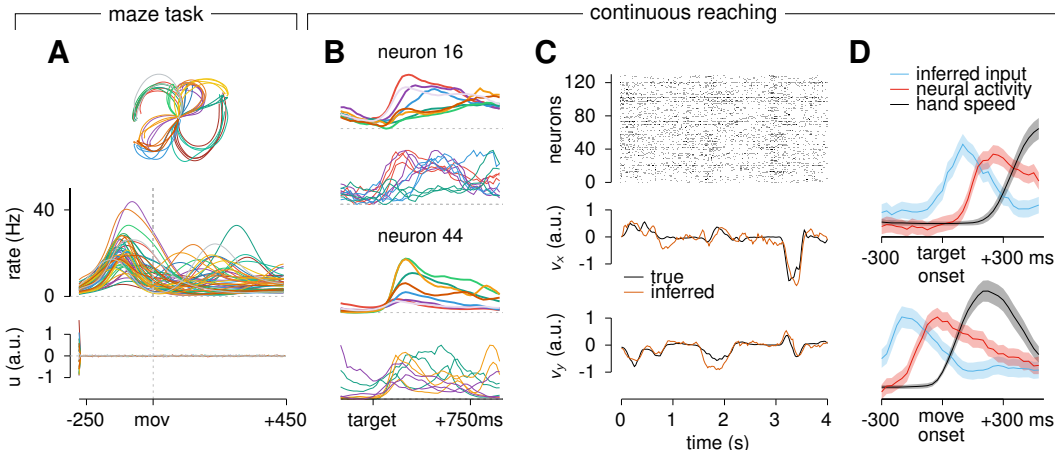 maze task
continuous reaching
A
rate (Hz)
40
0
u (a.u.)
1
0
-1
-250
mov
+450
B
neuron 16
neuron 44
target
+750ms
C
neurons
120
80
40
0
v_x (a.u.)
1
0
-1
true
inferred
v_y (a.u.)
1
0
-1
0
1
2
3
4
time (s)
D
inferred input
neural activity
hand speed
-300
target
onset
+300 ms
-300
move
onset
+300 ms